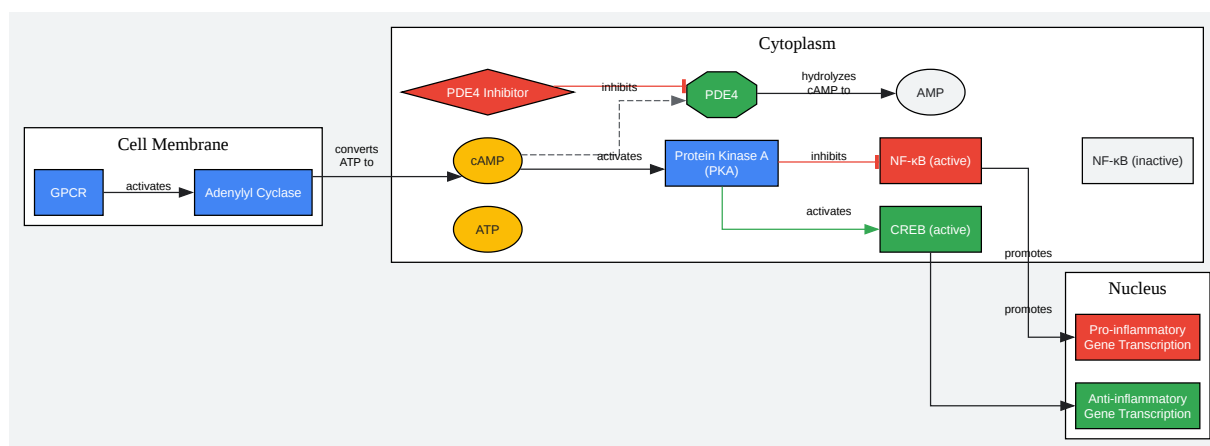 Cytoplasm
PDE4 Inhibitor
inhibits
PDE4
hydrolyzes
cAMP to
AMP
Cell Membrane
GPCR
activates
Adenylyl Cyclase
converts
ATP to
cAMP
activates
Protein Kinase A
(PKA)
inhibits
NF-κB (active)
NF-κB (inactive)
ATP
activates
CREB (active)
promotes
promotes
Nucleus
Pro-inflammatory
Gene Transcription
Anti-inflammatory
Gene Transcription